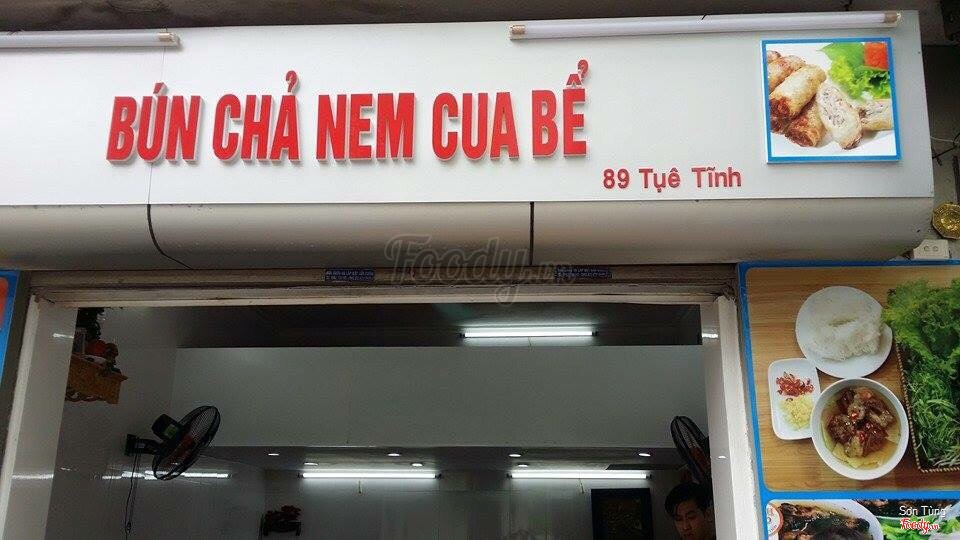 BÚN CHẢ NEM CUA BỂ
89 Tuệ Tĩnh
Foody.vn
Sơn Tùng
Foody.vn